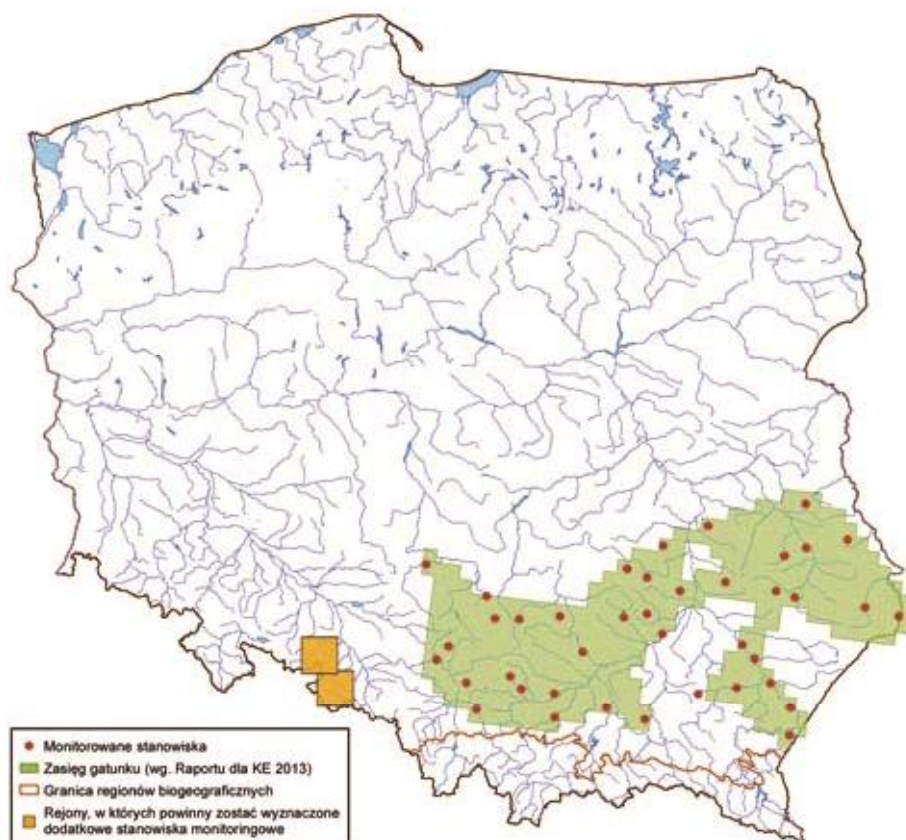 Monitorowane stanowiska
Zasięg gatunku (wg. Raportu dla KE 2013)
Granica regionów biogeograficznych
Rejony, w których powinny zostać wyznaczone
dodatkowe stanowiska monitoringowe